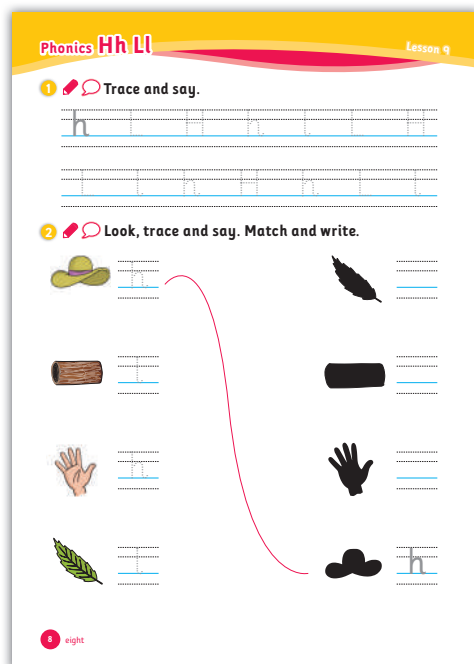 Phonics Hh Ll
Lesson 9
1 Trace and say.
h L H h l l H
l L h H h L l
2 Look, trace and say. Match and write.
h
l
h
l h
8 eight